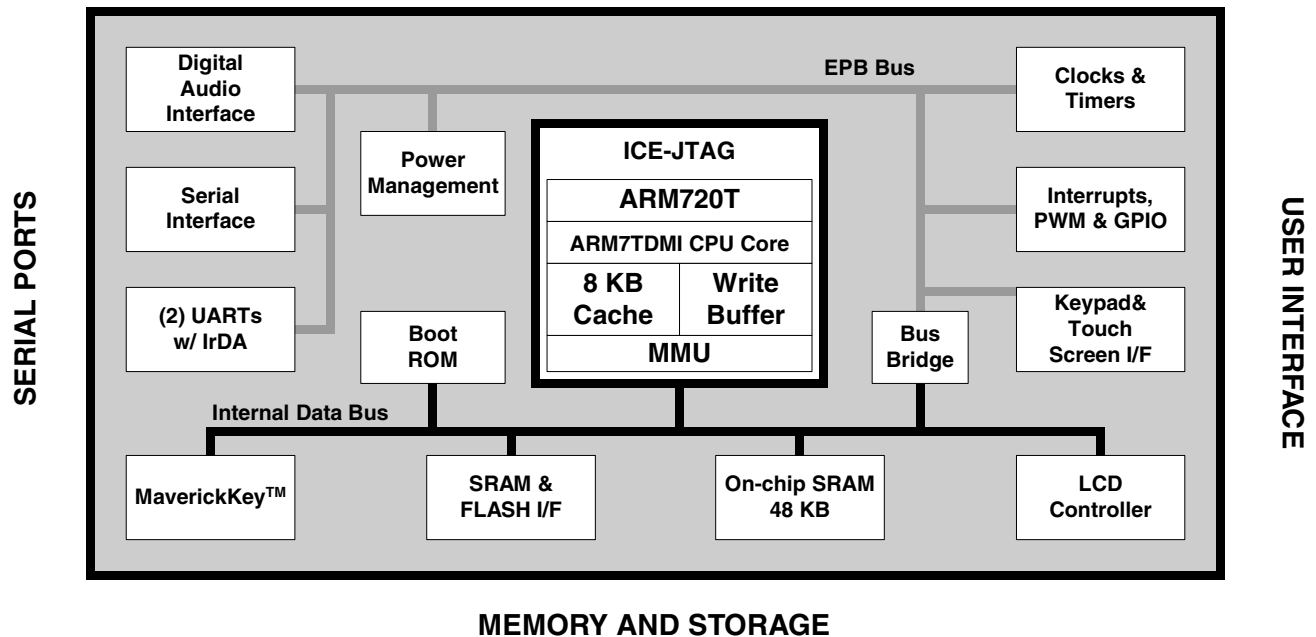 Digital
Audio
Interface
EPB Bus
Clocks &
Timers
Power
Management
ICE-JTAG
ARM720T
ARM7TDMI CPU Core
8 KB
Cache
Write
Buffer
MMU
Serial
Interface
Interrupts,
PWM & GPIO
(2) UARTs
w/ IrDA
Boot
ROM
Bus
Bridge
Keypad&
Touch
Screen I/F
Internal Data Bus
MaverickKey™
SRAM &
FLASH I/F
On-chip SRAM
48 KB
LCD
Controller
SERIAL PORTS
USER INTERFACE
MEMORY AND STORAGE